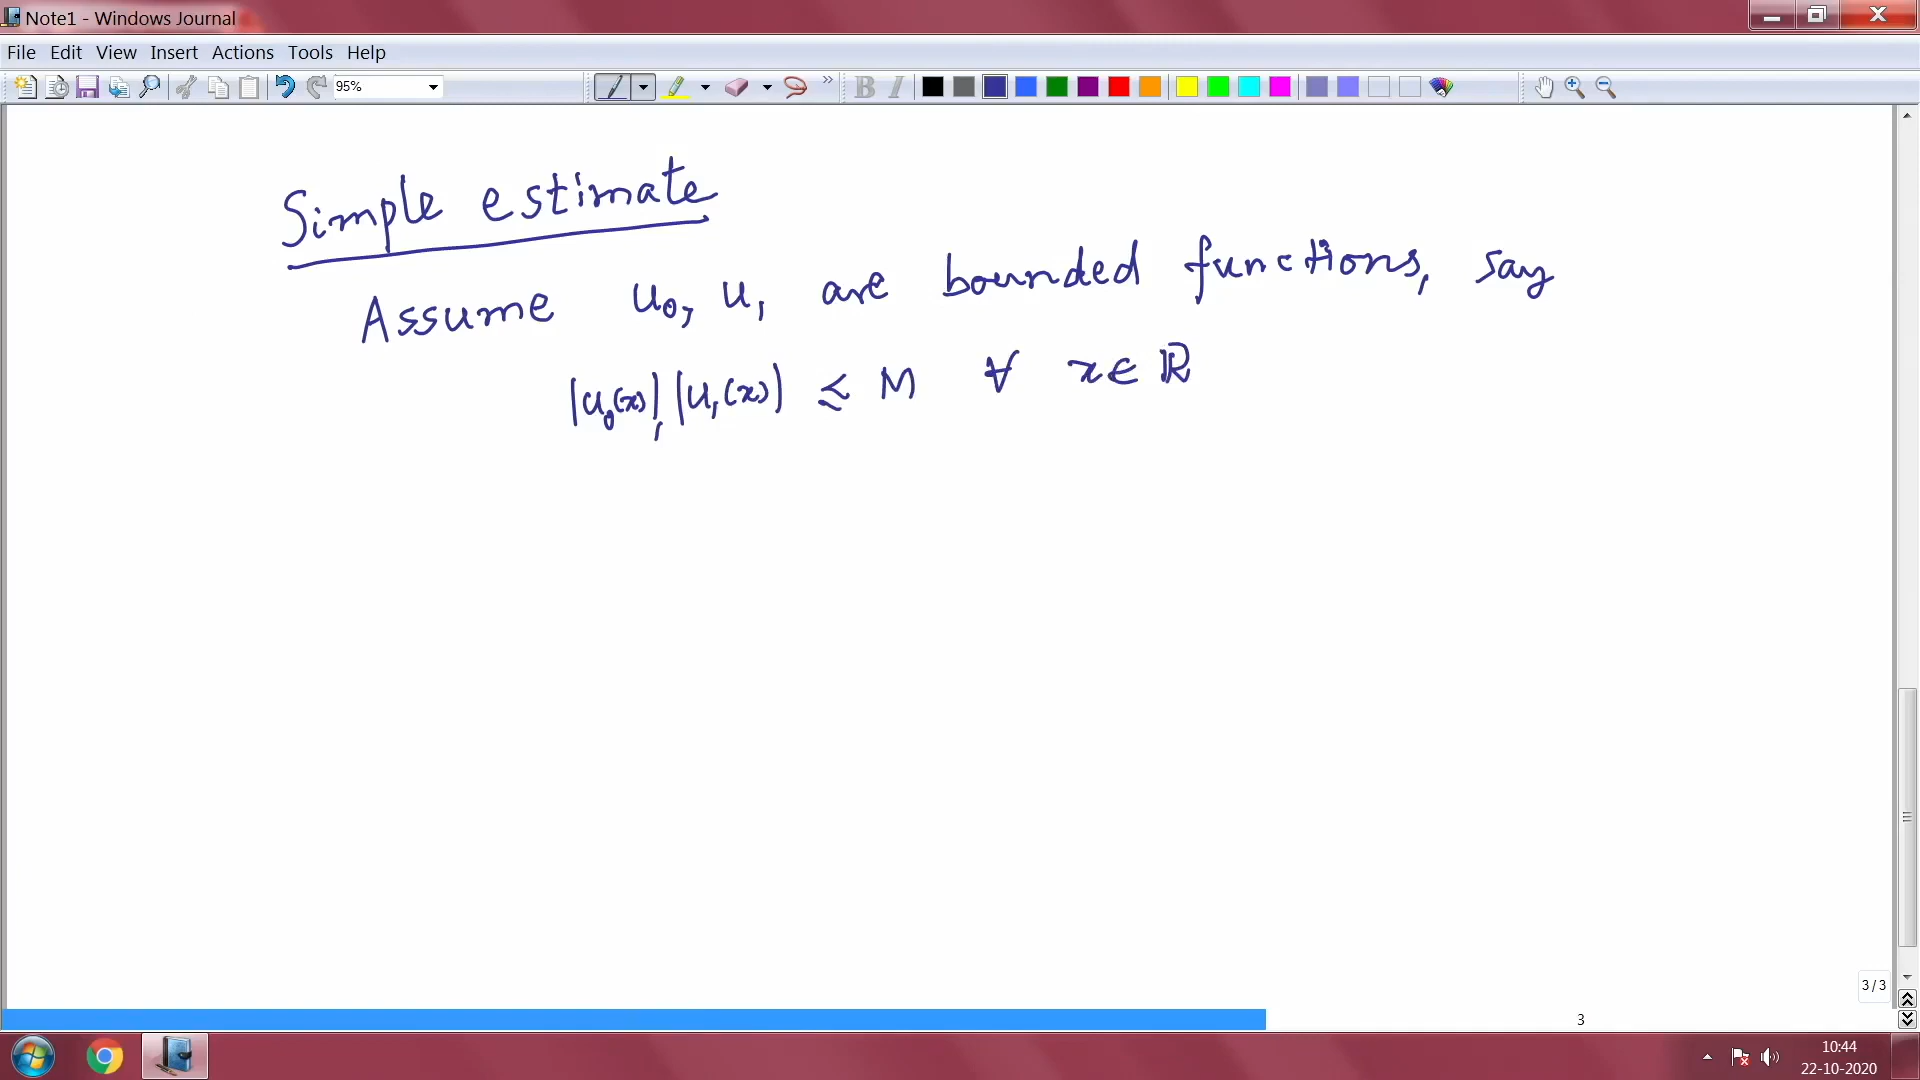 Note1 - Windows Journal
File Edit View Insert Actions Tools Help
95%
B I
Simple estimate
Assume u₀, u₁ are bounded functions, say
|u₀(x)|, |u₁(x)| ≤ M ∀ x ∈ ℝ
3 / 3
3
10:44
22-10-2020